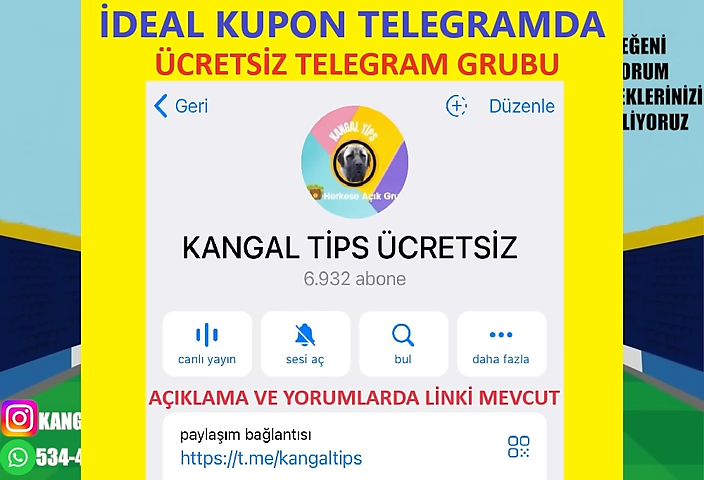 İDEAL KUPON TELEGRAMDA
ÜCRETSİZ TELEGRAM GRUBU
Geri
Düzenle
KANGAL TİPS
Herkese Açık Gru
KANGAL TİPS ÜCRETSİZ
6.932 abone
canlı yayın
sesi aç
bul
daha fazla
AÇIKLAMA VE YORUMLARDA LİNKİ MEVCUT
paylaşım bağlantısı
https://t.me/kangaltips
EĞENİ
ORUM
EKLERİNİZİ
LİYORUZ
KANG
534-4